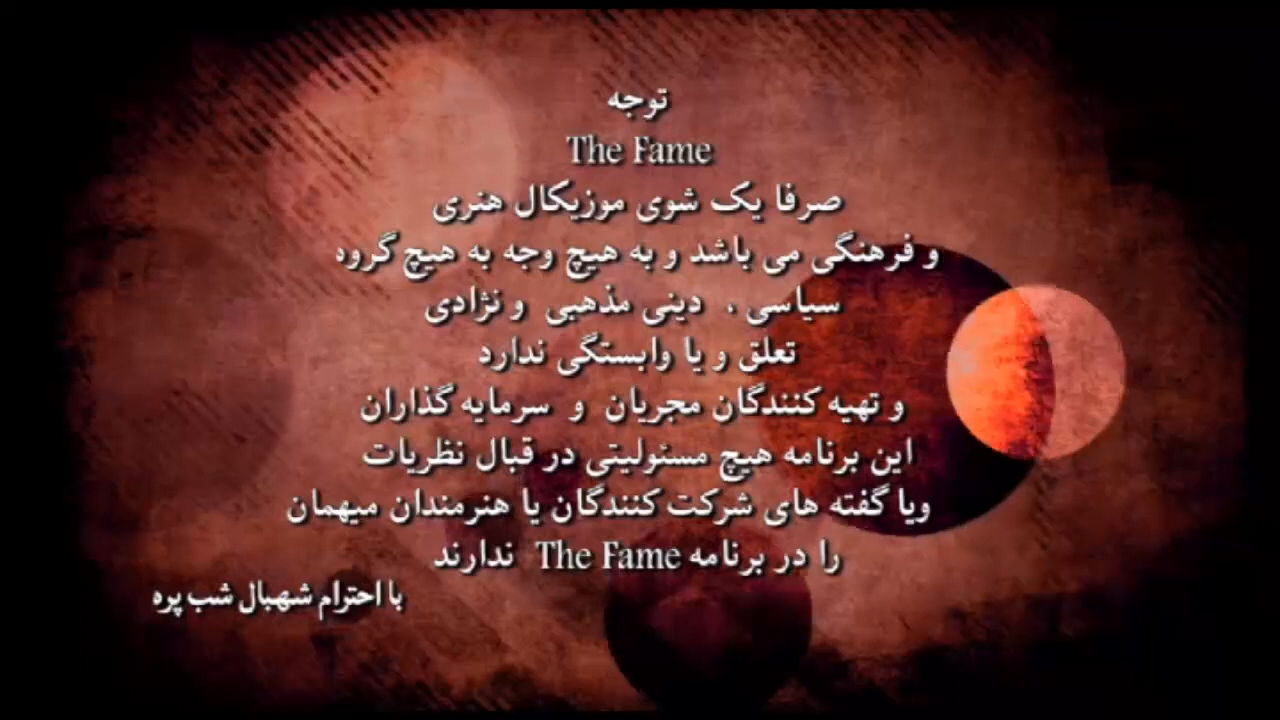 توجه
The Fame
صرفا یک شوی موزیکال هنری
و فرهنگی می باشد و به هیچ وجه به هیچ گروه
سیاسی ، دینی مذهبی و نژادی
تعلق و یا وابستگی ندارد
و تهیه کنندگان مجریان و سرمایه گذاران
این برنامه هیچ مسئولیتی در قبال نظریات
ویا گفته های شرکت کنندگان یا هنرمندان میهمان
را در برنامه The Fame ندارند
با احترام شهبال شب پره